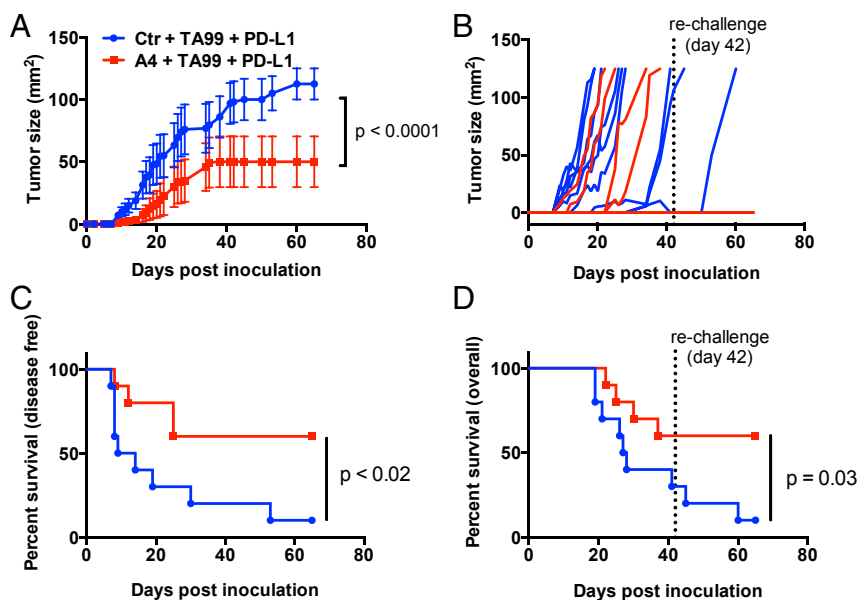 A
Ctr + TA99 + PD-L1
A4 + TA99 + PD-L1
Tumor size (mm²)
150
100
50
0
0 20 40 60 80
Days post inoculation
p < 0.0001
B
re-challenge
(day 42)
Tumor size (mm²)
150
100
50
0
0 20 40 60 80
Days post inoculation
C
Percent survival (disease free)
100
50
0
0 20 40 60 80
Days post inoculation
p < 0.02
D
re-challenge
(day 42)
Percent survival (overall)
100
50
0
0 20 40 60 80
Days post inoculation
p = 0.03